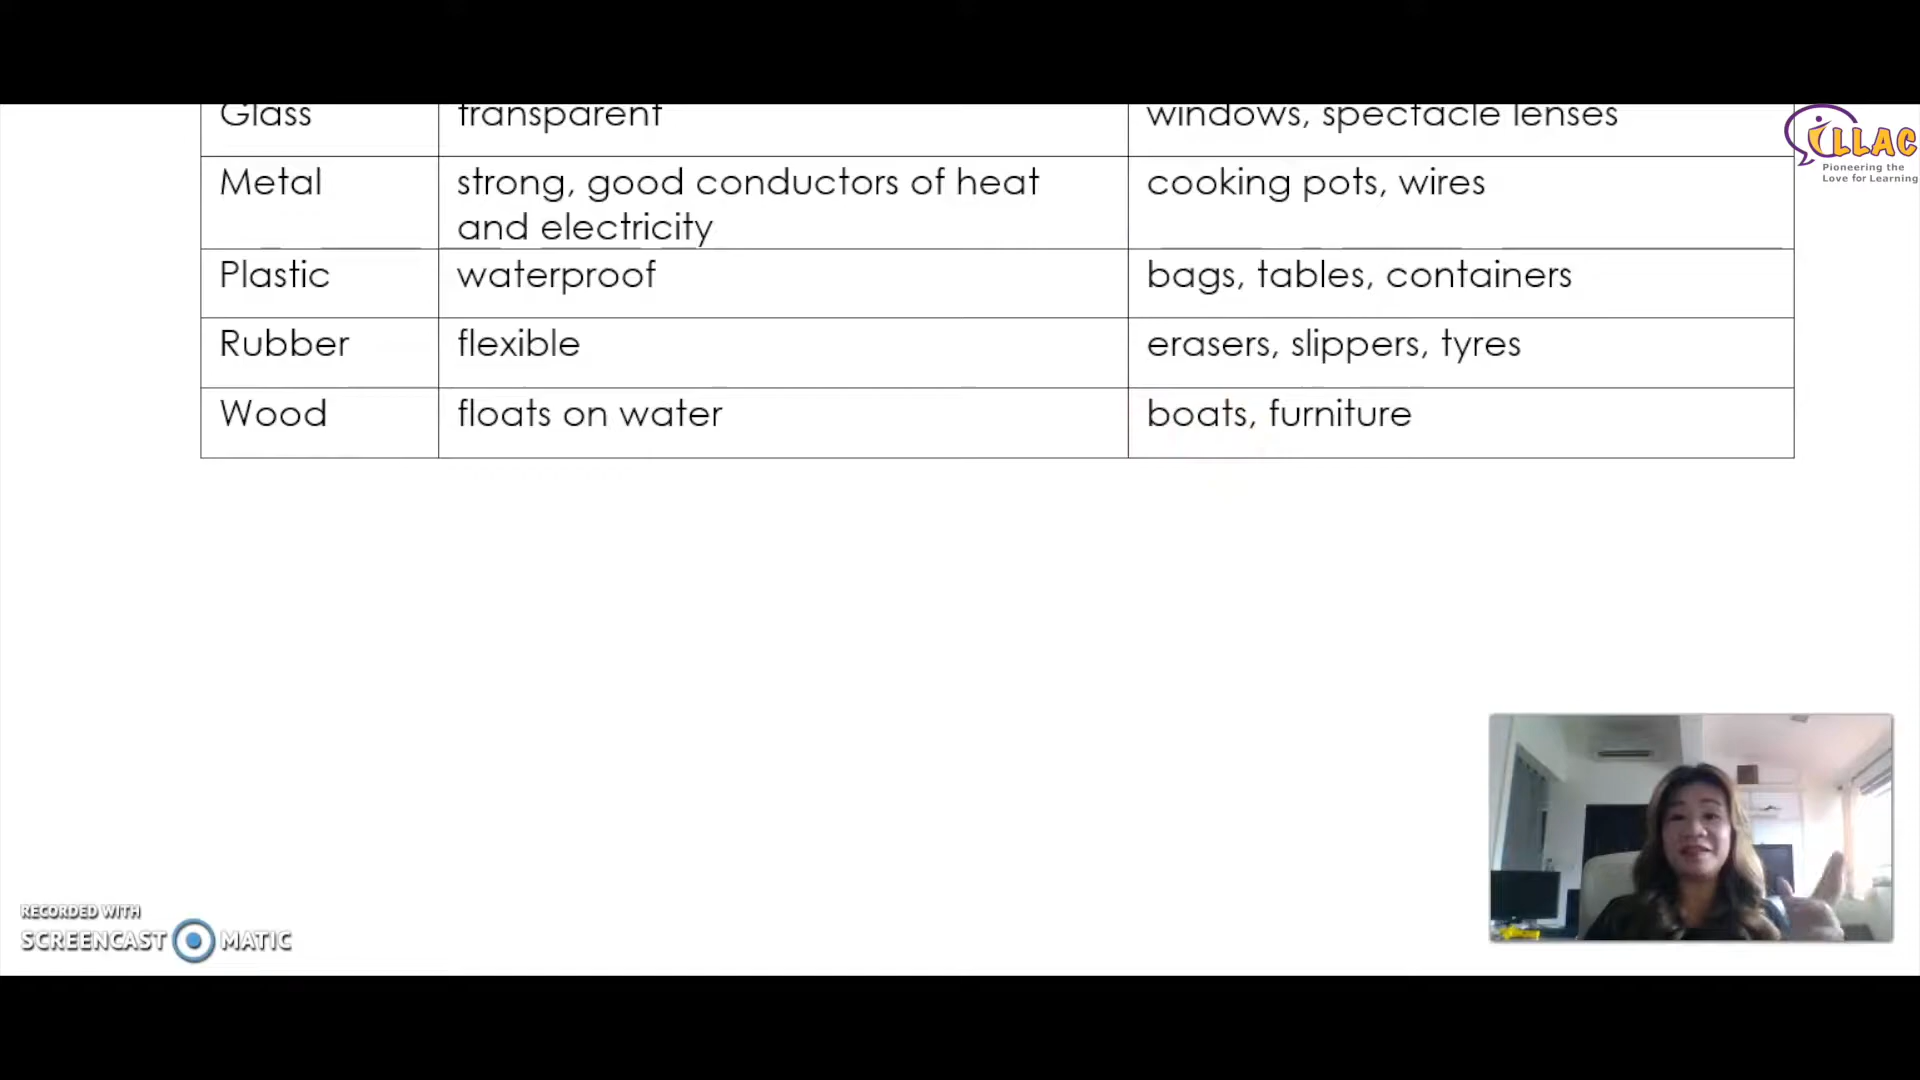 Glass transparent windows, spectacle lenses
Metal strong, good conductors of heat cooking pots, wires
and electricity
Plastic waterproof bags, tables, containers
Rubber flexible erasers, slippers, tyres
Wood floats on water boats, furniture
iLLAC
Pioneering the
Love for Learning
RECORDED WITH
SCREENCAST MATIC